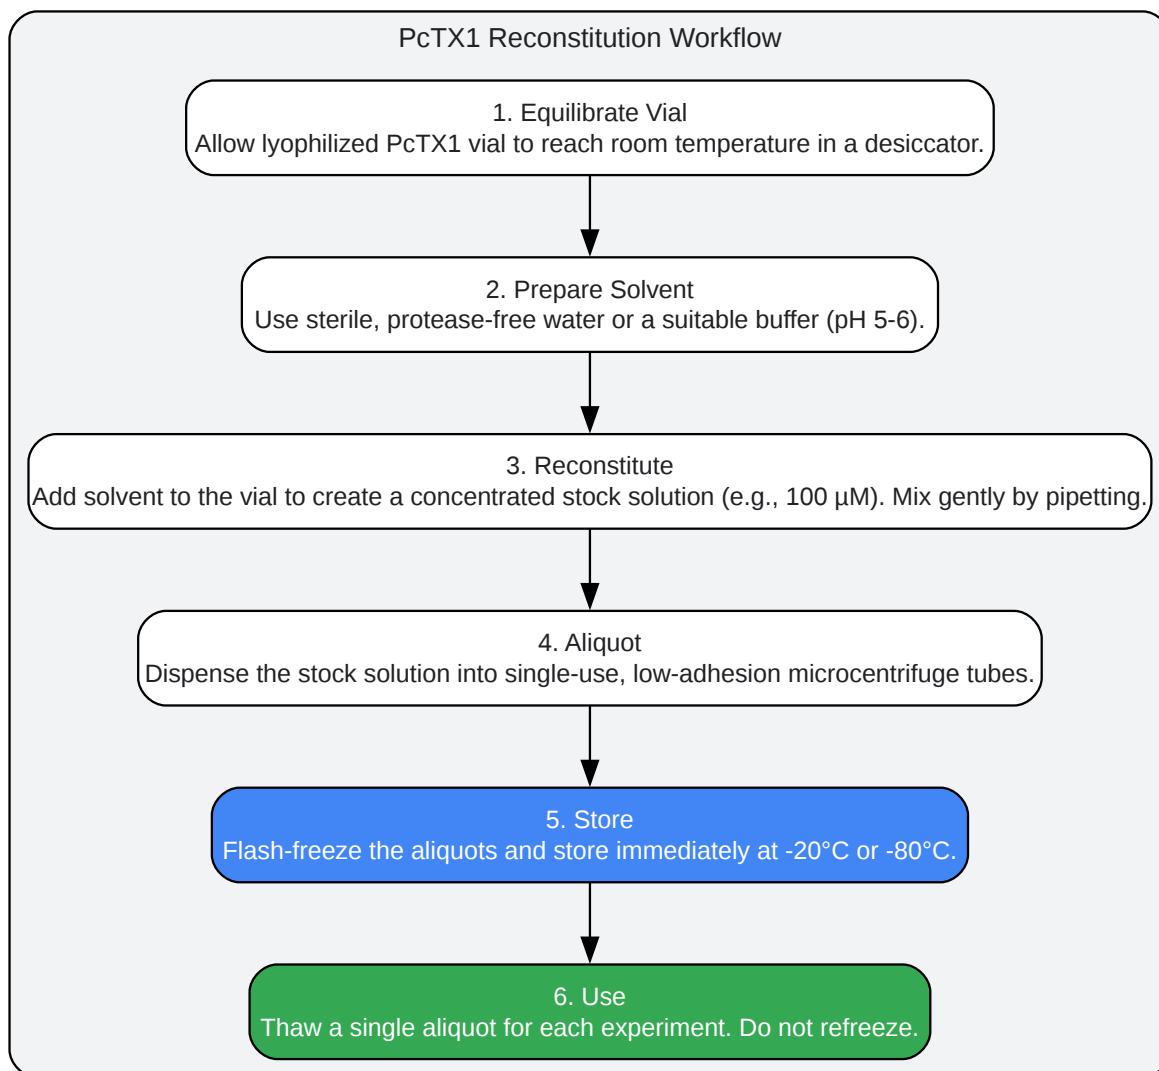 PcTX1 Reconstitution Workflow
1. Equilibrate Vial
Allow lyophilized PcTX1 vial to reach room temperature in a desiccator.
2. Prepare Solvent
Use sterile, protease-free water or a suitable buffer (pH 5-6).
3. Reconstitute
Add solvent to the vial to create a concentrated stock solution (e.g., 100 µM). Mix gently by pipetting.
4. Aliquot
Dispense the stock solution into single-use, low-adhesion microcentrifuge tubes.
5. Store
Flash-freeze the aliquots and store immediately at -20°C or -80°C.
6. Use
Thaw a single aliquot for each experiment. Do not refreeze.